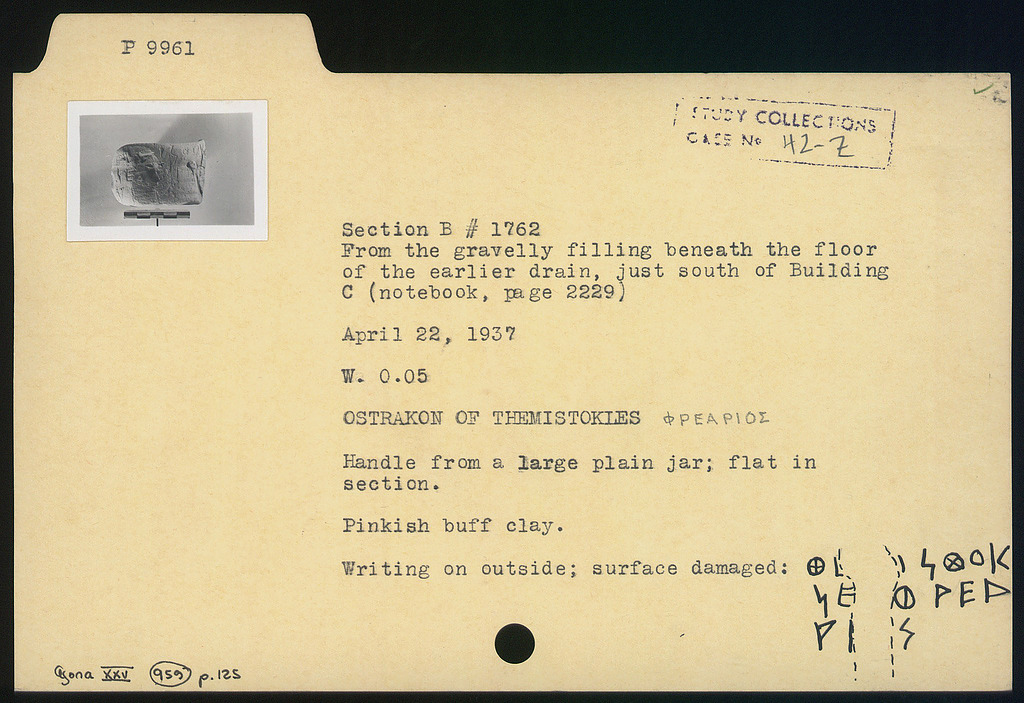 P 9961
STUDY COLLECTIONS
CASE No 42-Z
Section B # 1762
From the gravelly filling beneath the floor
of the earlier drain, just south of Building
C (notebook, page 2229)
April 22, 1937
W. 0.05
OSTRAKON OF THEMISTOKLES ΦΡΕΑΡΙΟΣ
Handle from a large plain jar; flat in
section.
Pinkish buff clay.
Writing on outside; surface damaged:
Agora XXV 959 p. 125